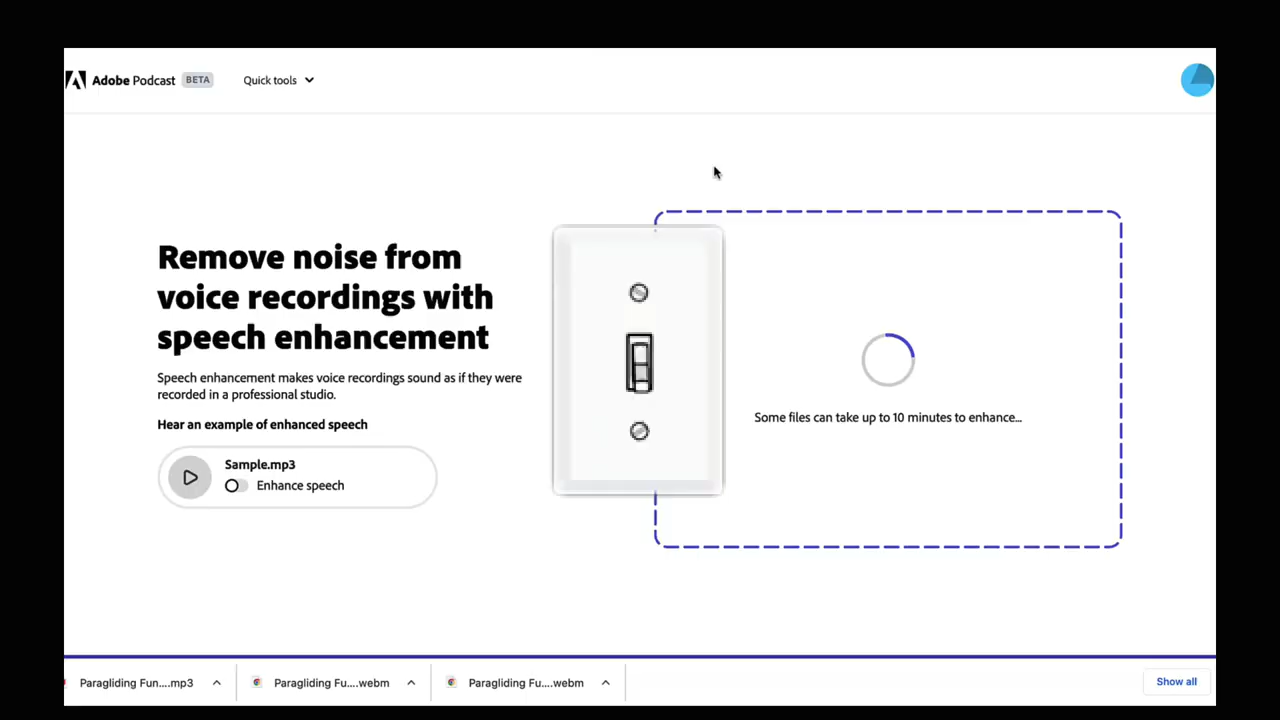 Adobe Podcast BETA Quick tools
Remove noise from
voice recordings with
speech enhancement
Speech enhancement makes voice recordings sound as if they were
recorded in a professional studio.
Hear an example of enhanced speech
Sample.mp3
Enhance speech
Some files can take up to 10 minutes to enhance...
Paragliding Fun....mp3
Paragliding Fu....webm
Paragliding Fu....webm
Show all